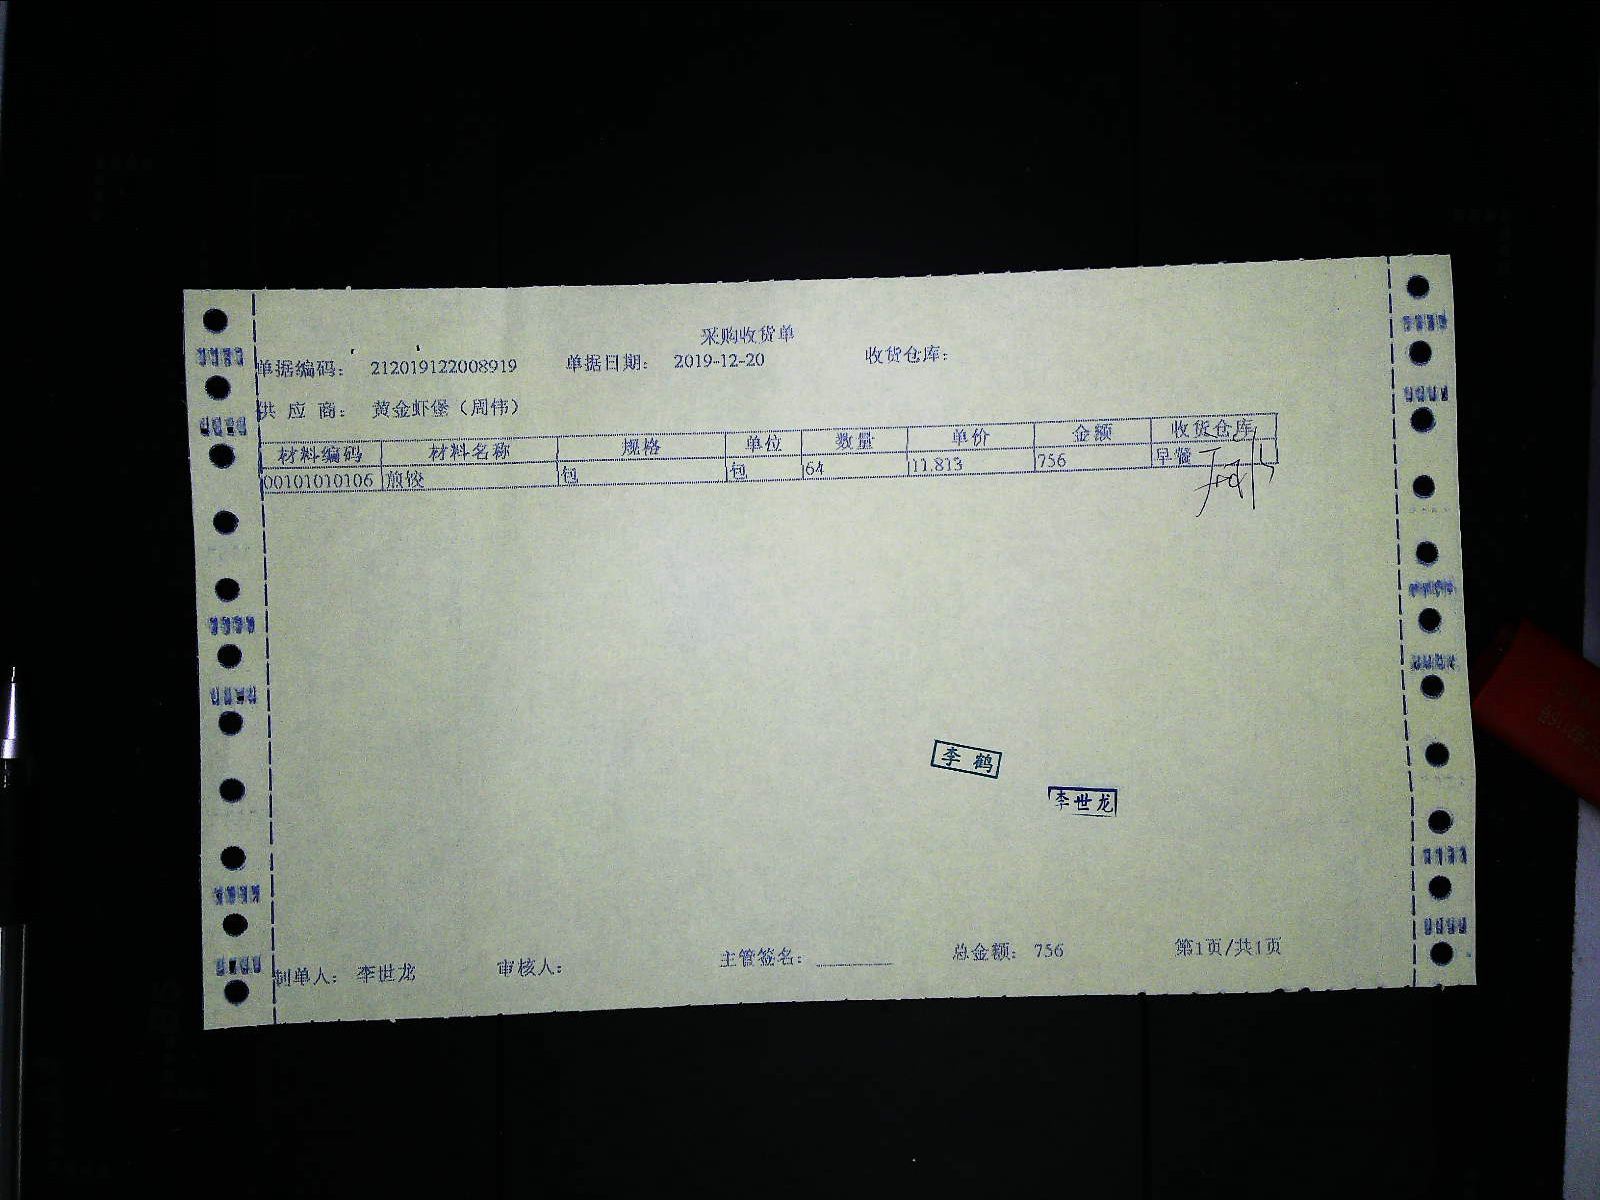 采购收货单
单据编码： 212019122008919 单据日期： 2019-12-20 收货仓库：
供 应 商： 黄金虾堡（周伟）
材料编码 材料名称 规格 单位 数量 单价 金额 收货仓库
00101010106 煎饺 包 包 64 11.813 756 早餐
李 鹤
李世龙
制单人： 李世龙 审核人： 主管签名：________ 总金额： 756 第1页/共1页